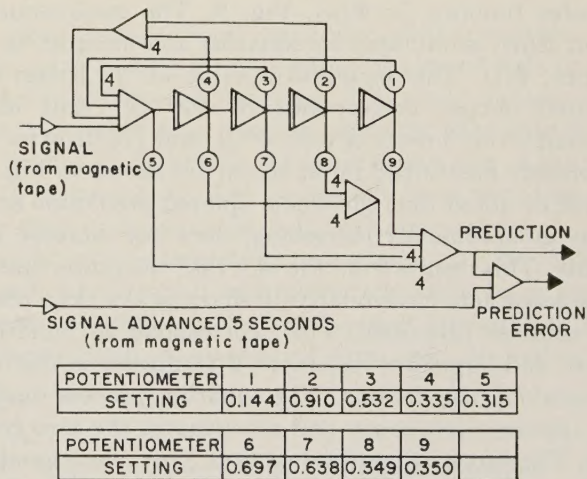 4
4
4 3 2 1
SIGNAL
(from magnetic
tape)
5 6 7 8 9
4
4
PREDICTION
4
4
PREDICTION
ERROR
SIGNAL ADVANCED 5 SECONDS
(from magnetic tape)
POTENTIOMETER 1 2 3 4 5
SETTING 0.144 0.910 0.532 0.335 0.315
POTENTIOMETER 6 7 8 9
SETTING 0.697 0.638 0.349 0.350